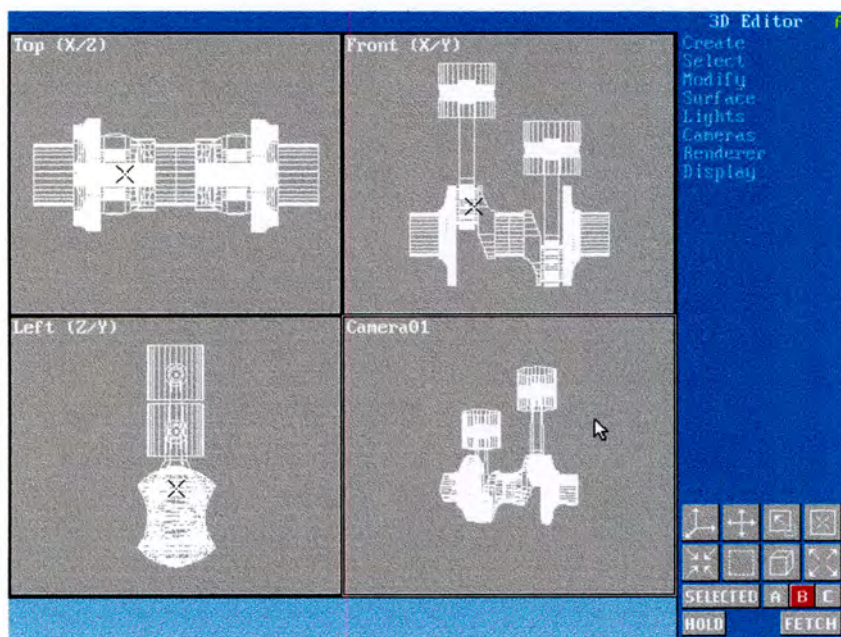 3D Editor
Top (X/Z)
Front (X/Y)
Create
Select
Modify
Surface
Lights
Cameras
Renderer
Display
Left (Z/Y)
Camera01
SELECTED A B C
HOLD FETCH